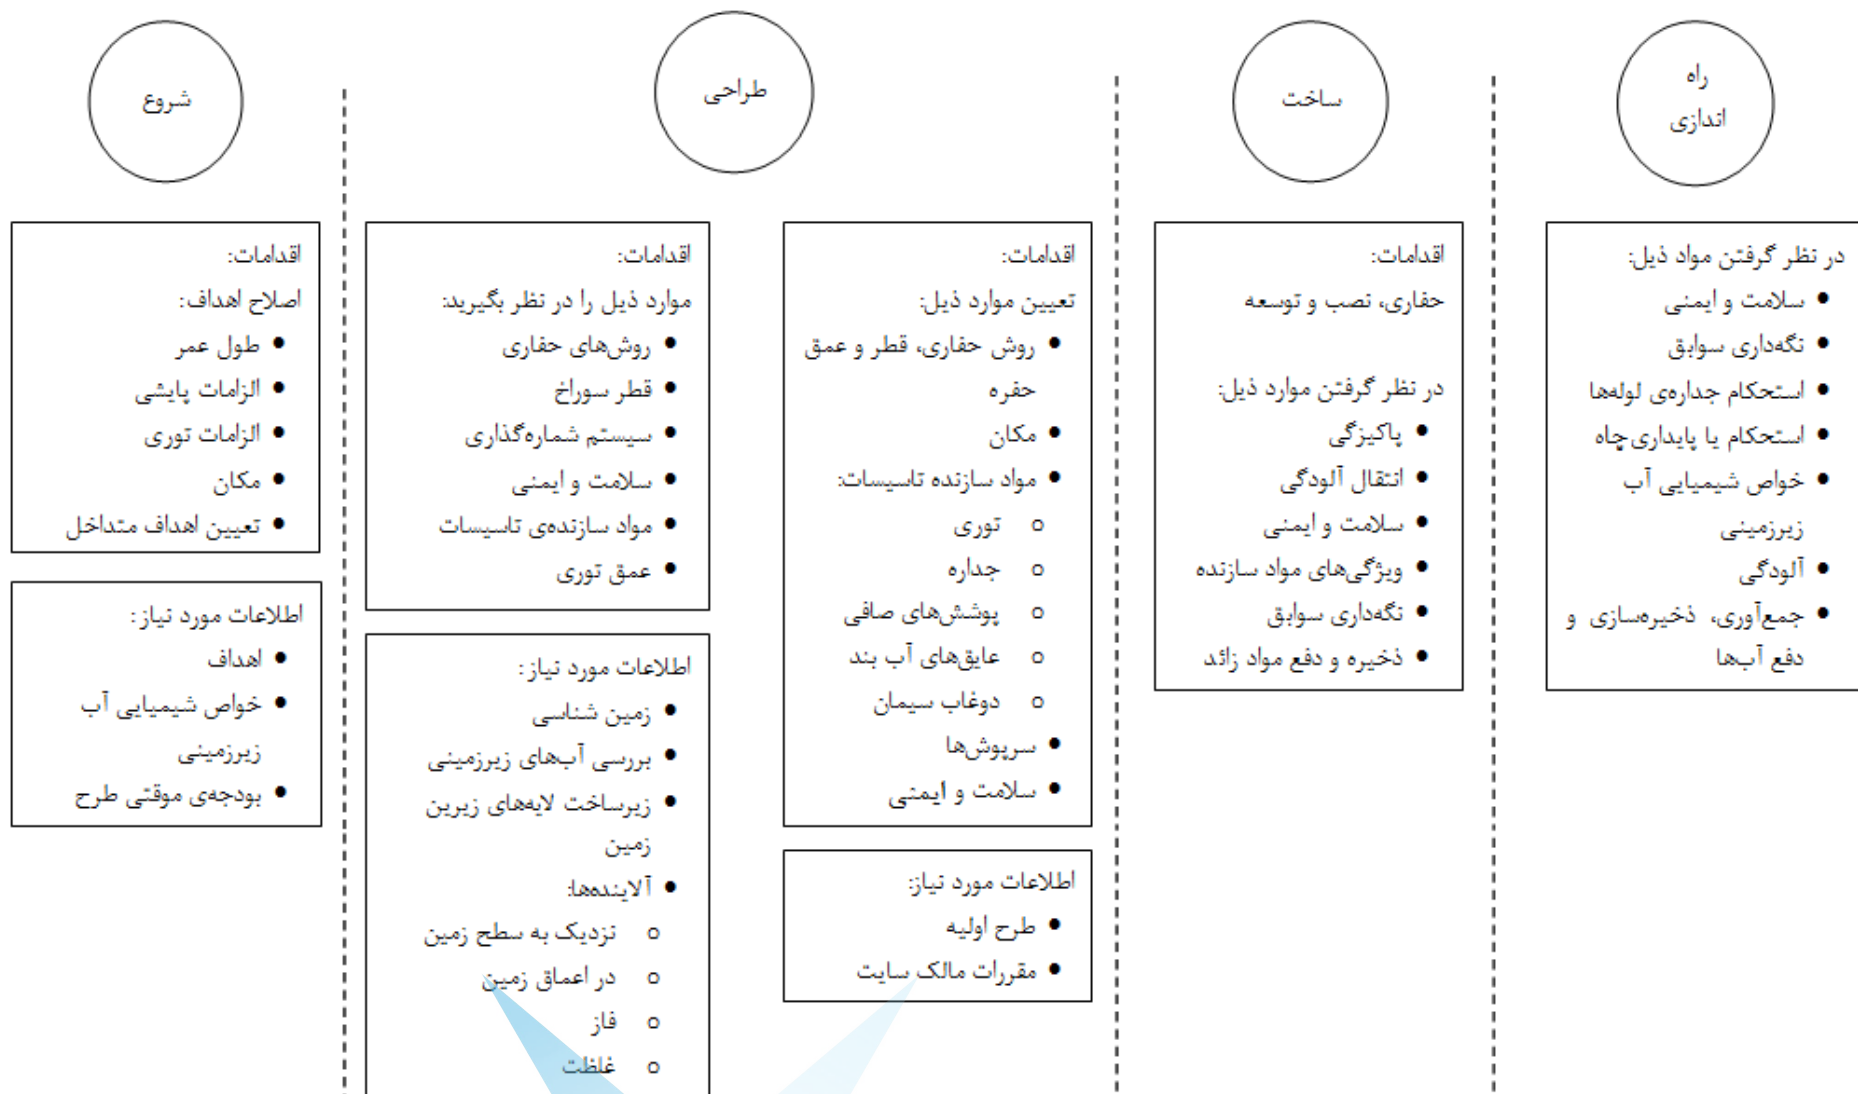 شروع
طراحی
ساخت
راه
اندازی
اقدامات:
اصلاح اهداف:
● طول عمر
● الزامات پایشی
● الزامات توری
● مکان
● تعیین اهداف متداخل
اطلاعات مورد نیاز:
● اهداف
● خواص شیمیایی آب
زیرزمینی
● بودجه‌ی موقتی طرح
اقدامات:
موارد ذیل را در نظر بگیرید:
● روش‌های حفاری
● قطر سوراخ
● سیستم شماره‌گذاری
● سلامت و ایمنی
● مواد سازنده‌ی تاسیسات
● عمق توری
اطلاعات مورد نیاز:
● زمین شناسی
● بررسی آب‌های زیرزمینی
● زیرساخت لایه‌های زیرین
زمین
● آلاینده‌ها:
o نزدیک به سطح زمین
o در اعماق زمین
o فاز
o غلظت
اقدامات:
تعیین موارد ذیل:
● روش حفاری، قطر و عمق
حفره
● مکان
● مواد سازنده تاسیسات:
o توری
o جداره
o پوشش‌های صافی
o عایق‌های آب بند
o دوغاب سیمان
● سرپوش‌ها
● سلامت و ایمنی
اطلاعات مورد نیاز:
● طرح اولیه
● مقررات مالک سایت
اقدامات:
حفاری، نصب و توسعه
در نظر گرفتن موارد ذیل:
● پاکیزگی
● انتقال آلودگی
● سلامت و ایمنی
● ویژگی‌های مواد سازنده
● نگه‌داری سوابق
● ذخیره و دفع مواد زائد
در نظر گرفتن مواد ذیل:
● سلامت و ایمنی
● نگه‌داری سوابق
● استحکام جداره‌ی لوله‌ها
● استحکام یا پایداری چاه
● خواص شیمیایی آب
زیرزمینی
● آلودگی
● جمع‌آوری، ذخیره‌سازی و
دفع آب‌ها